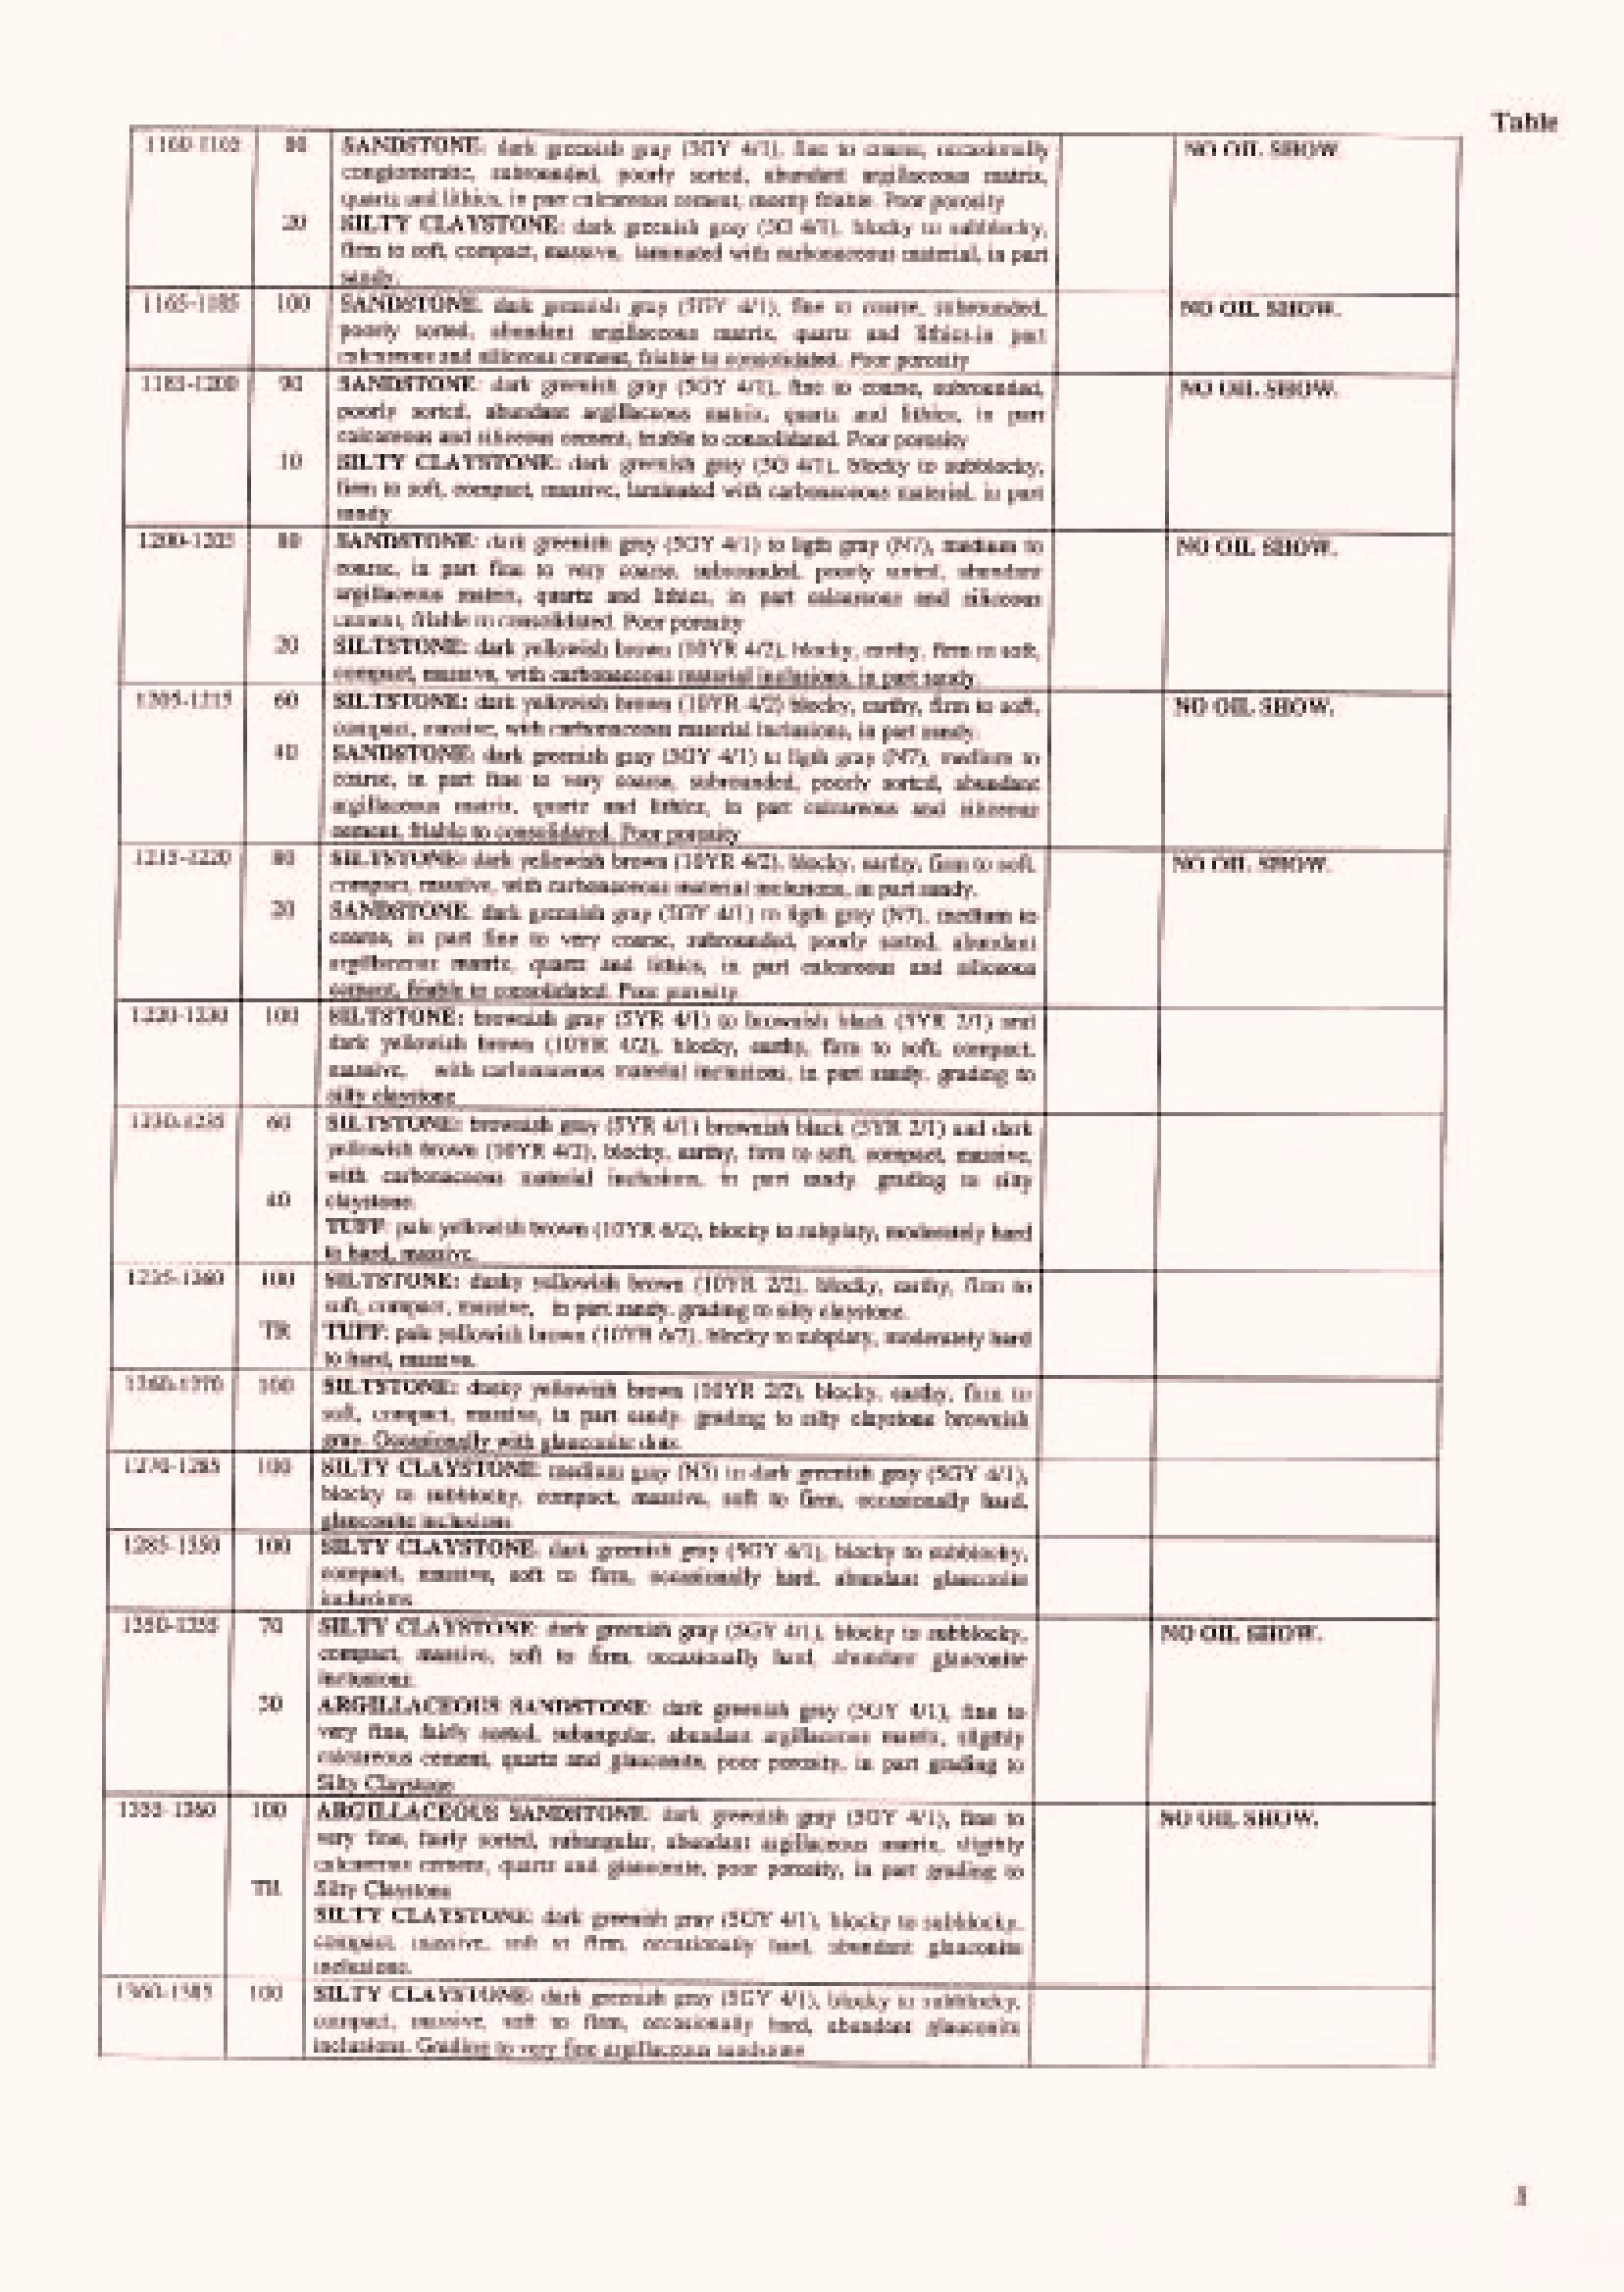 Table
1160-1165 80 SANDSTONE: dark greenish gray (5GY 4/1), fine to coarse, occasionally NO OIL SHOW.
conglomeratic, subrounded, poorly sorted, abundant argillaceous matrix,
quartz and lithics, in part calcareous cement, mostly friable. Poor porosity
20 SILTY CLAYSTONE: dark greenish gray (5G 4/1), blocky to subblocky,
firm to soft, compact, massive, laminated with carbonaceous material, in part
sandy.
1165-1185 100 SANDSTONE: dark greenish gray (5GY 4/1), fine to coarse, subrounded, NO OIL SHOW.
poorly sorted, abundant argillaceous matrix, quartz and lithics-in part
calcareous and siliceous cement, friable to consolidated. Poor porosity
1185-1200 90 SANDSTONE: dark greenish gray (5GY 4/1), fine to coarse, subrounded, NO OIL SHOW.
poorly sorted, abundant argillaceous matrix, quartz and lithics, in part
calcareous and siliceous cement, friable to consolidated. Poor porosity
10 SILTY CLAYSTONE: dark greenish gray (5G 4/1), blocky to subblocky,
firm to soft, compact, massive, laminated with carbonaceous material, in part
sandy
1200-1205 80 SANDSTONE: dark greenish gray (5GY 4/1) to ligth gray (N7), medium to NO OIL SHOW.
coarse, in part fine to very coarse, subrounded, poorly sorted, abundant
argillaceous matrix, quartz and lithics, in part calcareous and siliceous
cement, friable to consolidated. Poor porosity
20 SILTSTONE: dark yellowish brown (10YR 4/2), blocky, earthy, firm to soft,
compact, massive, with carbonaceous material inclusions, in part sandy.
1205-1215 60 SILTSTONE: dark yellowish brown (10YR 4/2) blocky, earthy, firm to soft, NO OIL SHOW.
compact, massive, with carbonaceous material inclusions, in part sandy.
40 SANDSTONE: dark greenish gray (5GY 4/1) to ligth gray (N7), medium to
coarse, in part fine to very coarse, subrounded, poorly sorted, abundant
argillaceous matrix, quartz and lithics, in part calcareous and siliceous
cement, friable to consolidated. Poor porosity
1215-1220 80 SILTSTONE: dark yellowish brown (10YR 4/2), blocky, earthy, firm to soft, NO OIL SHOW.
compact, massive, with carbonaceous material inclusions, in part sandy.
20 SANDSTONE: dark greenish gray (5GY 4/1) to ligth gray (N7), medium to
coarse, in part fine to very coarse, subrounded, poorly sorted, abundant
argillaceous matrix, quartz and lithics, in part calcareous and siliceous
cement, friable to consolidated. Poor porosity
1220-1230 100 SILTSTONE: brownish gray (5YR 4/1) to brownish black (5YR 2/1) and
dark yellowish brown (10YR 4/2), blocky, earthy, firm to soft, compact,
massive, with carbonaceous material inclusions, in part sandy, grading to
silty claystone
1230-1235 60 SILTSTONE: brownish gray (5YR 4/1) brownish black (5YR 2/1) and dark
yellowish brown (10YR 4/2), blocky, earthy, firm to soft, compact, massive,
with carbonaceous material inclusions, in part sandy. grading to silty
40 claystone.
TUFF: pale yellowish brown (10YR 6/2), blocky to subplaty, moderately hard
to hard, massive.
1235-1260 100 SILTSTONE: dusky yellowish brown (10YR 2/2), blocky, earthy, firm to
soft, compact, massive, in part sandy. grading to silty claystone.
TR TUFF: pale yellowish brown (10YR 6/2), blocky to subplaty, moderately hard
to hard, massive.
1260-1270 100 SILTSTONE: dusky yellowish brown (10YR 2/2), blocky, earthy, firm to
soft, compact, massive, in part sandy. grading to silty claystone brownish
gray. Occasionally with glauconite
1270-1285 100 SILTY CLAYSTONE: medium gray (N5) to dark greenish gray (5GY 4/1),
blocky to subblocky, compact, massive, soft to firm, occasionally hard,
glauconite inclusions
1285-1350 100 SILTY CLAYSTONE: dark greenish gray (5GY 4/1), blocky to subblocky,
compact, massive, soft to firm, occasionally hard, abundant glauconite
inclusions.
1350-1355 70 SILTY CLAYSTONE: dark greenish gray (5GY 4/1), blocky to subblocky, NO OIL SHOW.
compact, massive, soft to firm, occasionally hard, abundant glauconite
inclusions.
30 ARGILLACEOUS SANDSTONE: dark greenish gray (5GY 4/1), fine to
very fine, fairly sorted, subangular, abundant argillaceous matrix, slightly
calcareous cement, quartz and glauconite, poor porosity, in part grading to
Silty Claystone
1355-1360 100 ARGILLACEOUS SANDSTONE: dark greenish gray (5GY 4/1), fine to NO OIL SHOW.
very fine, fairly sorted, subangular, abundant argillaceous matrix, slightly
calcareous cement, quartz and glauconite, poor porosity, in part grading to
TR Silty Claystone
SILTY CLAYSTONE: dark greenish gray (5GY 4/1), blocky to subblocky,
compact, massive, soft to firm, occasionally hard, abundant glauconite
inclusions.
1360-1385 100 SILTY CLAYSTONE: dark greenish gray (5GY 4/1), blocky to subblocky,
compact, massive, soft to firm, occasionally hard, abundant glauconite
inclusions. Grading to very fine argillaceous sandstone